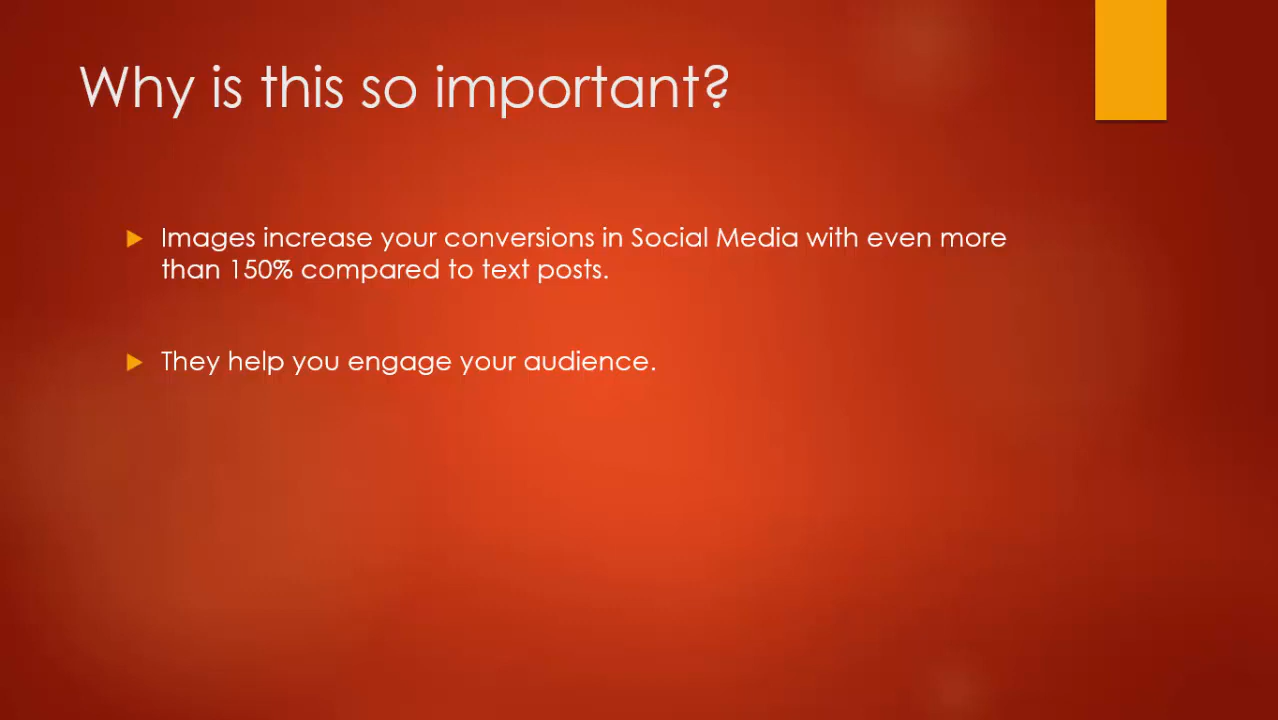 Why is this so important?
Images increase your conversions in Social Media with even more
than 150% compared to text posts.
They help you engage your audience.